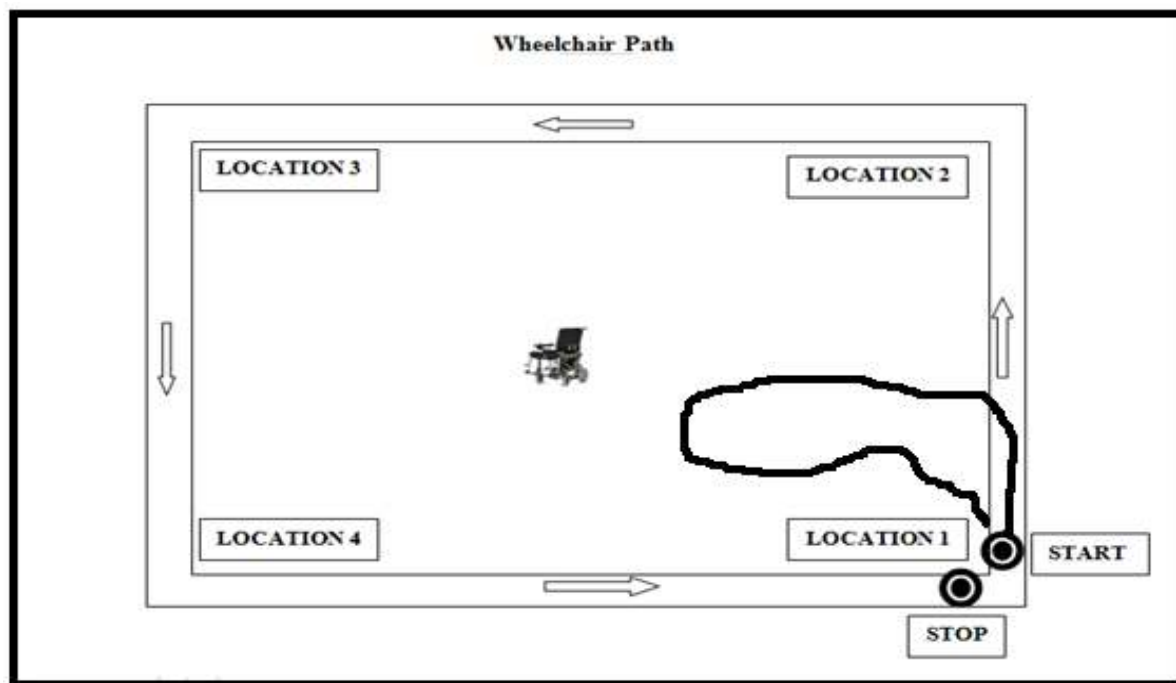 Wheelchair Path
LOCATION 3
LOCATION 2
LOCATION 4
LOCATION 1
START
STOP